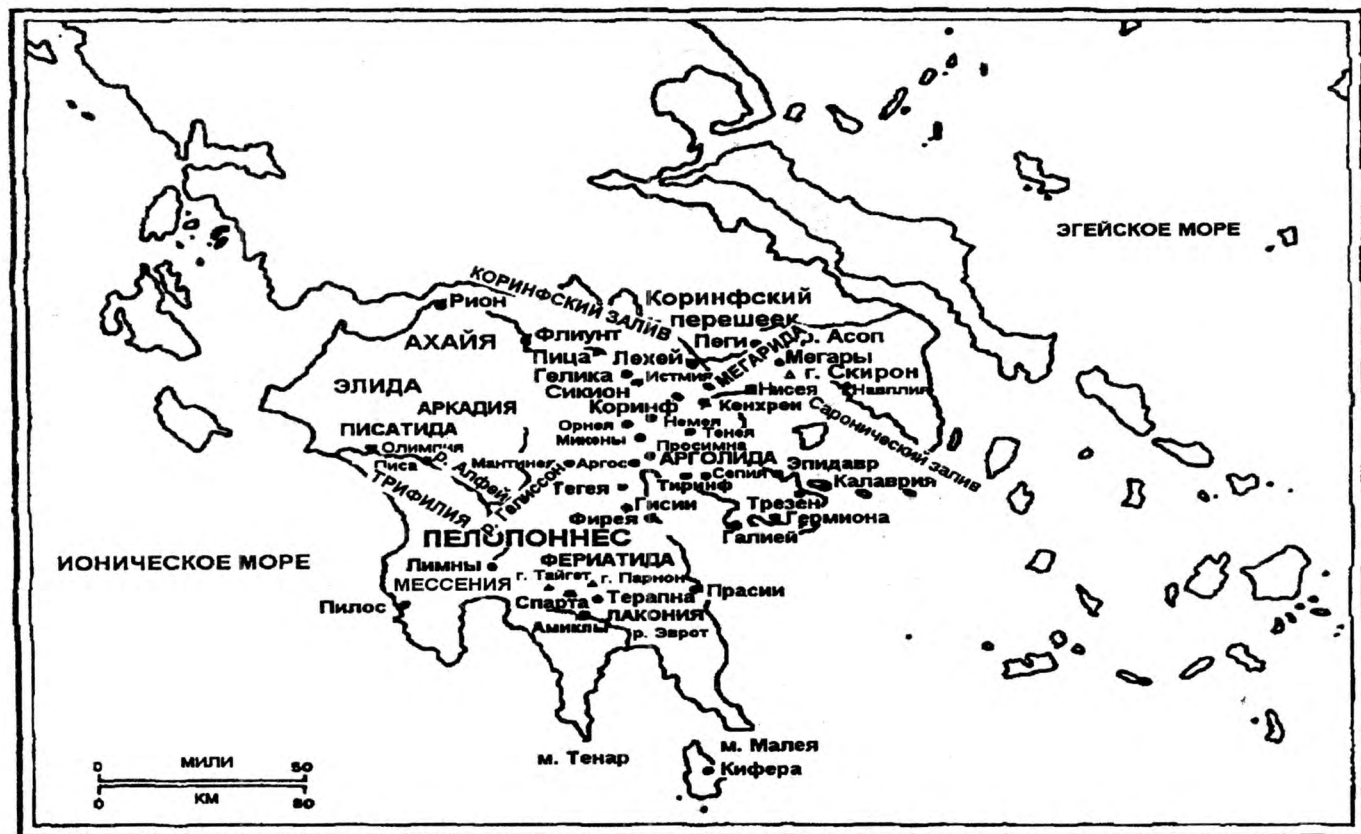 ЭГЕЙСКОЕ МОРЕ
КОРИНФСКИЙ ЗАЛИВ
Рион
Коринфский
перешеек
АХАЙЯ
Флиунт
Пеги
р. Асоп
Пица
Лехей
МЕГАРИДА
Мегары
ЭЛИДА
Гелика
Истмия
г. Скирон
АРКАДИЯ
Сикион
Нисея
Навплия
Коринф
Кенхреи
Саронический залив
ПИСАТИДА
Орнея
Немея
Тенея
Олимпия
Микены
Просимна
Писа
р. Алфей
Мантинея
Аргос
АРГОЛИДА
Эпидавр
ТРИФИЛИЯ
р. Гелиссон
Сепия
Калаврия
Тегея
Тиринф
Гисии
Трезен
Фирея
Гермиона
ПЕЛОПОННЕС
Галией
ИОНИЧЕСКОЕ МОРЕ
Лимны
ФЕРИАТИДА
МЕССЕНИЯ
г. Тайгет
г. Парнон
Прасии
Пилос
Спарта
Терапна
Амиклы
ЛАКОНИЯ
р. Эврот
м. Тенар
м. Малея
Кифера
0 МИЛИ 50
0 КМ 80